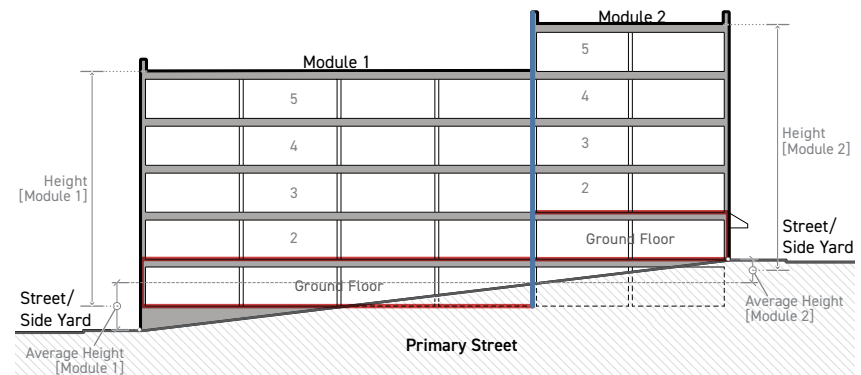 Module 2
Module 1
5
5
4
4
3
3
2
2
Height
[Module 1]
Height
[Module 2]
Ground Floor
Ground Floor
Street/
Side Yard
Street/
Side Yard
Average Height
[Module 2]
Average Height
[Module 1]
Primary Street